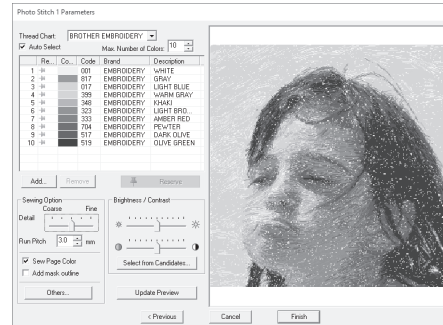 Photo Stitch 1 Parameters
Thread Chart: BROTHER EMBROIDERY
Auto Select Max. Number of Colors: 10
Re... Co... Code Brand Description
1 001 EMBROIDERY WHITE
2 817 EMBROIDERY GRAY
3 017 EMBROIDERY LIGHT BLUE
4 399 EMBROIDERY WARM GRAY
5 348 EMBROIDERY KHAKI
6 323 EMBROIDERY LIGHT BRO...
7 333 EMBROIDERY AMBER RED
8 704 EMBROIDERY PEWTER
9 517 EMBROIDERY DARK OLIVE
10 519 EMBROIDERY OLIVE GREEN
Add... Remove Reserve
Sewing Option Brightness / Contrast
Coarse Fine
Detail
Run Pitch 3.0 mm
Sew Page Color Select from Candidates...
Add mask outline
Others... Update Preview
< Previous Cancel Finish